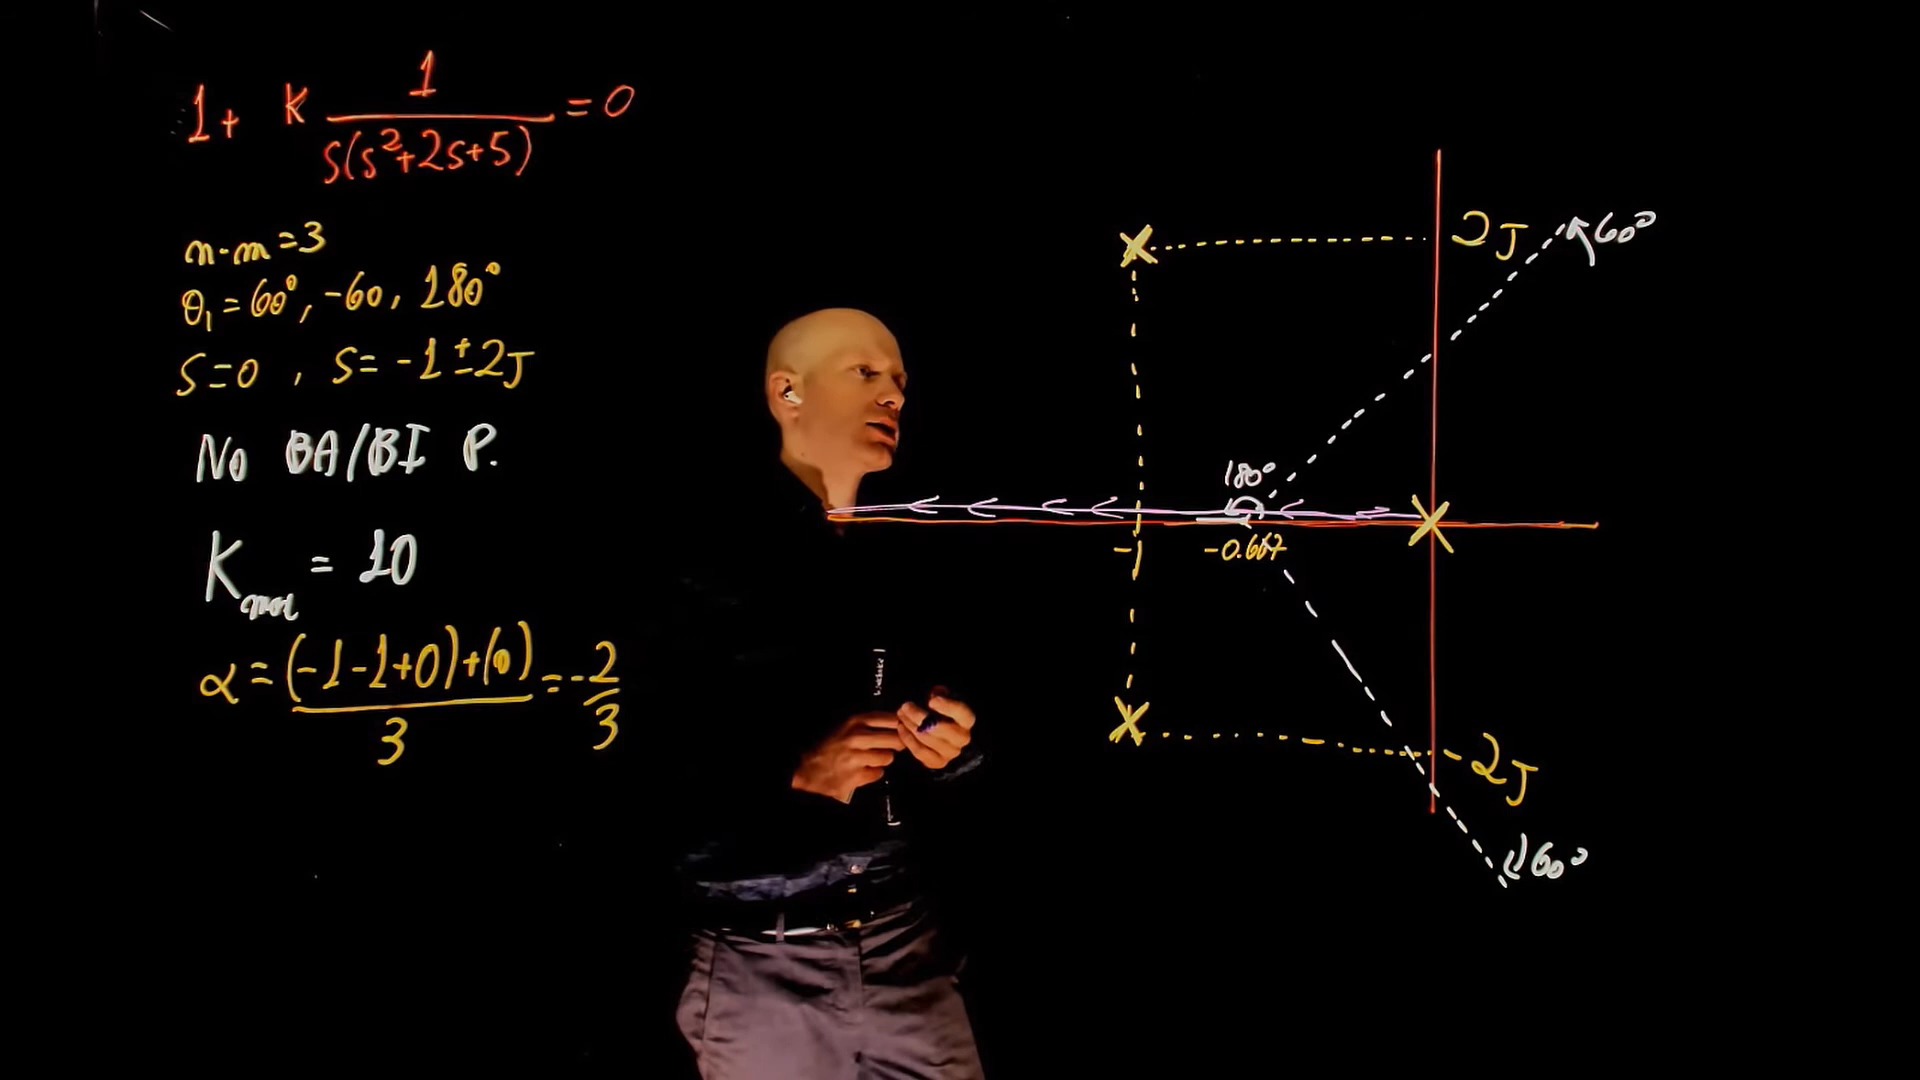 1 + K 1/(s(s²+2s+5)) = 0
n-m=3
θ₁ = 60°, -60, 180°
S=0, S= -1 ± 2J
No BA/BI P.
K = 10
α = ((-1-1+0)+(0))/3 = -2/3
2J
60°
180°
-1
-0.667
-2J
60°